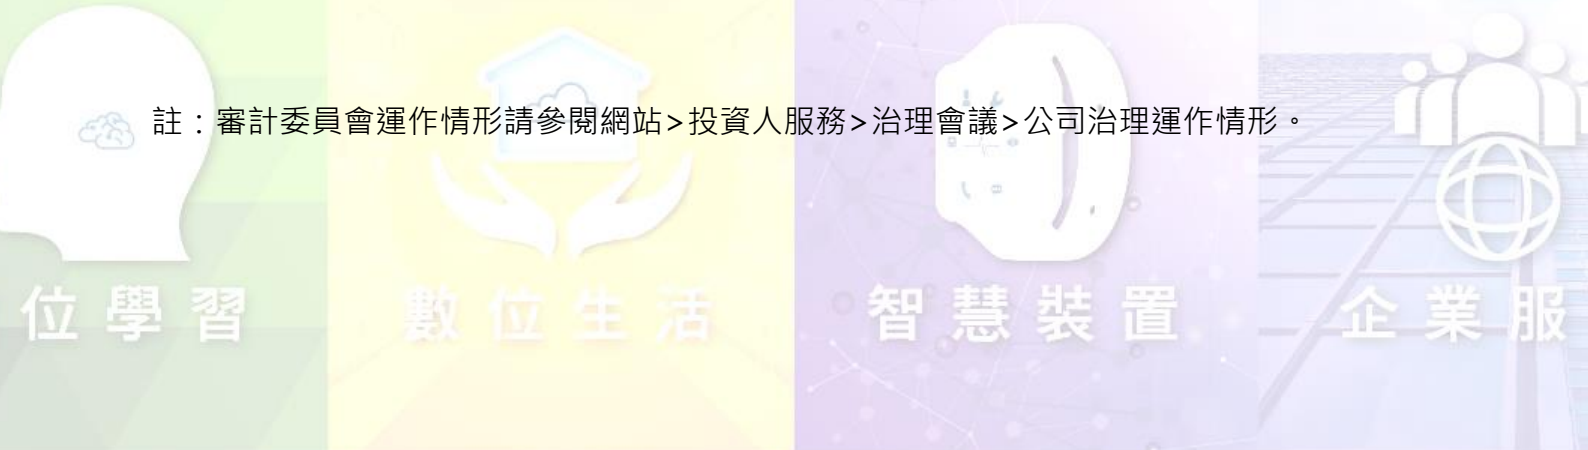 註：審計委員會運作情形請參閱網站>投資人服務>治理會議>公司治理運作情形。
位學習
數位生活
智慧裝置
企業服